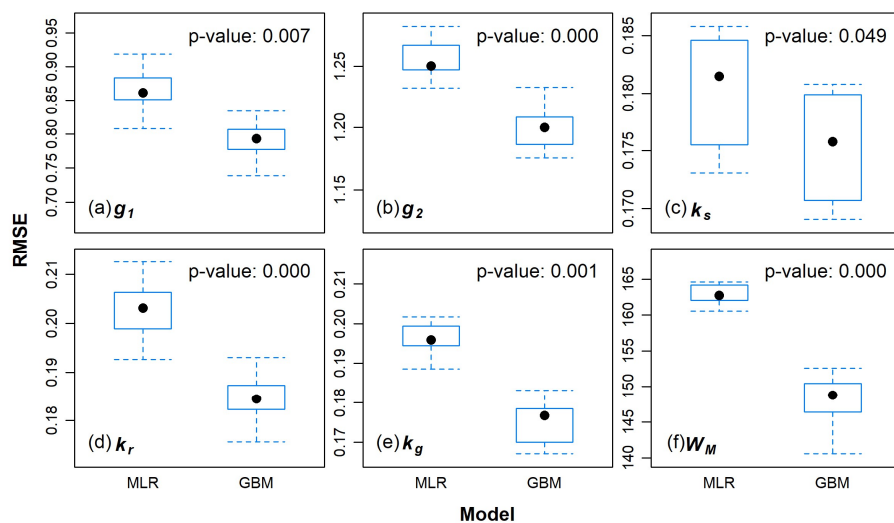 RMSE
0.95
0.90
0.85
0.80
0.75
0.70
p-value: 0.007
(a) g1
1.25
1.20
1.15
p-value: 0.000
(b) g2
0.185
0.180
0.175
0.170
p-value: 0.049
(c) ks
0.21
0.20
0.19
0.18
p-value: 0.000
(d) kr
0.21
0.20
0.19
0.18
0.17
p-value: 0.001
(e) kg
165
160
155
150
145
140
p-value: 0.000
(f) WM
MLR GBM MLR GBM MLR GBM
Model